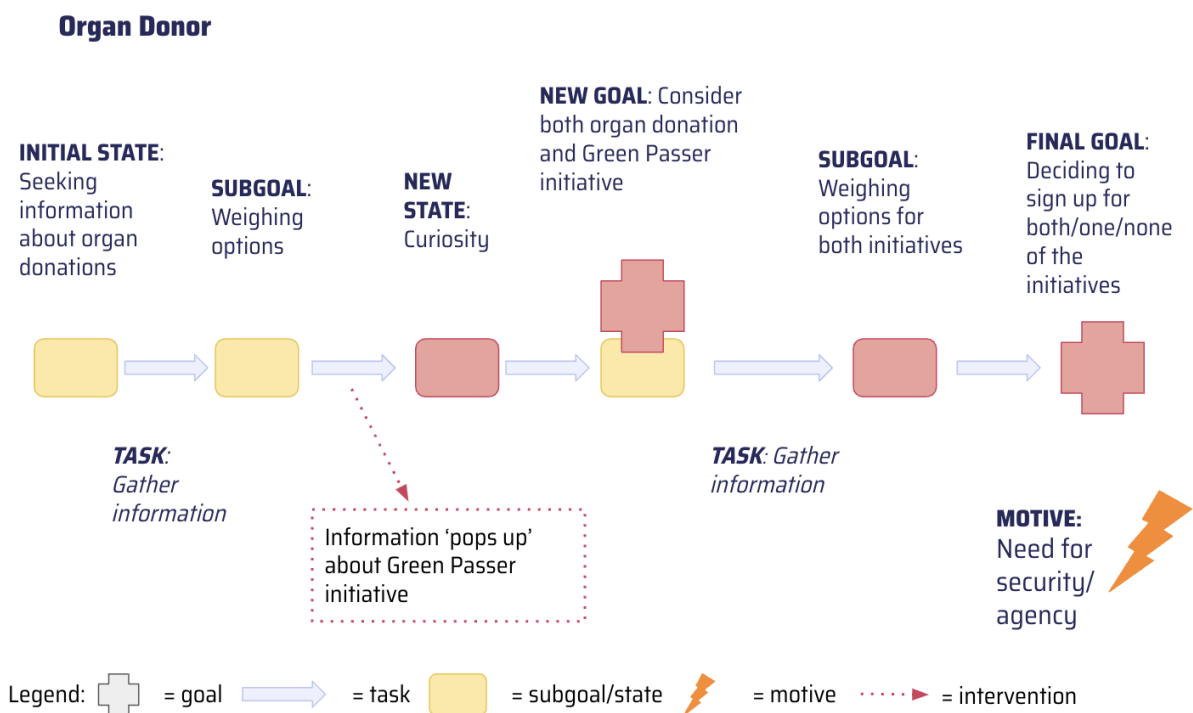 Organ Donor
INITIAL STATE:
Seeking
information
about organ
donations
SUBGOAL:
Weighing
options
NEW
STATE:
Curiosity
NEW GOAL: Consider
both organ donation
and Green Passer
initiative
SUBGOAL:
Weighing
options for
both initiatives
FINAL GOAL:
Deciding to
sign up for
both/one/none
of the
initiatives
TASK:
Gather
information
Information ‘pops up’
about Green Passer
initiative
TASK: Gather
information
MOTIVE:
Need for
security/
agency
Legend: = goal = task = subgoal/state = motive = intervention